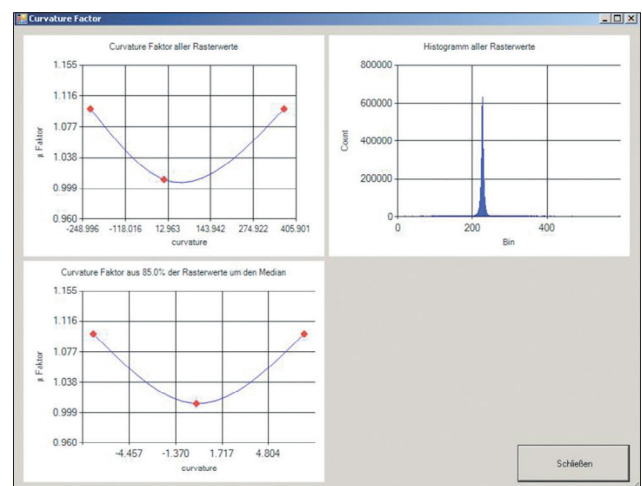 Curvature Factor
Curvature Faktor aller Rasterwerte
1.155
1.116
1.077
1.038
0.999
0.960
µ Faktor
-248.996 -118.016 12.963 143.942 274.922 405.901
curvature
Histogramm aller Rasterwerte
800000
600000
400000
200000
0
Count
0 200 400
Bin
Curvature Faktor aus 85.0% der Rasterwerte um den Median
1.155
1.116
1.077
1.038
0.999
0.960
µ Faktor
-4.457 -1.370 1.717 4.804
curvature
Schließen